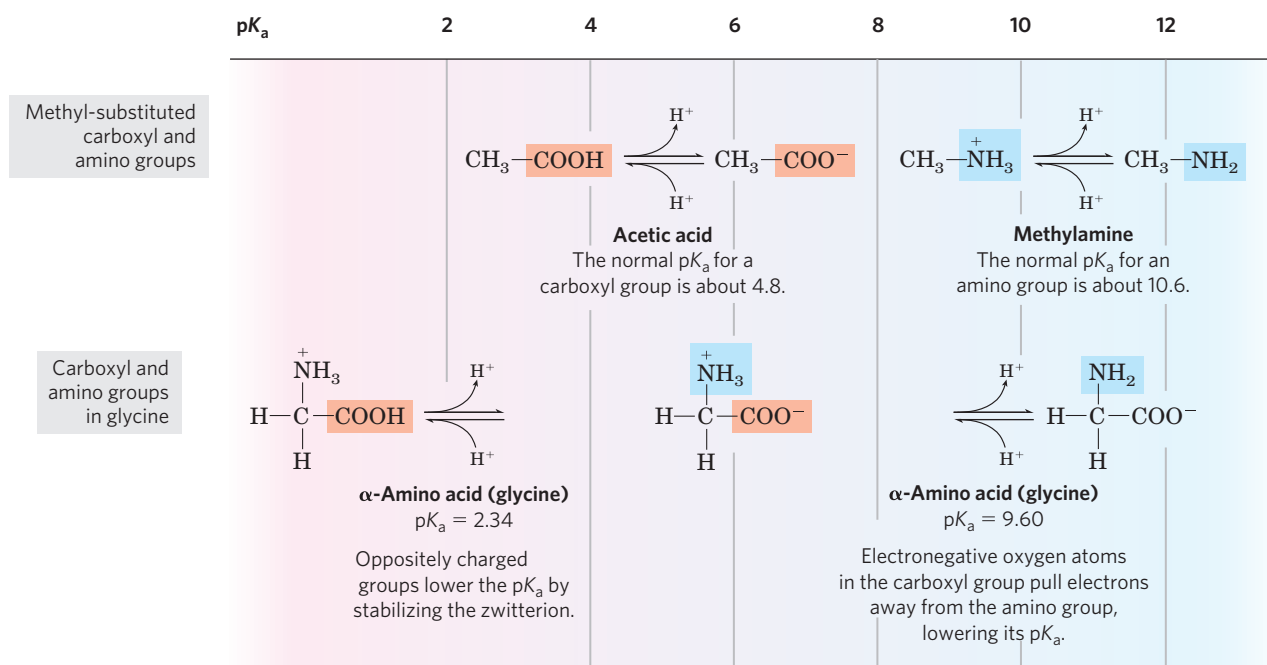 pKa 2 4 6 8 10 12
Methyl-substituted
carboxyl and
amino groups
H+ H+
CH3—COOH CH3—COO− CH3—N+H3 CH3—NH2
H+ H+
Acetic acid
The normal pKa for a
carboxyl group is about 4.8.
Methylamine
The normal pKa for an
amino group is about 10.6.
Carboxyl and
amino groups
in glycine
+NH3 H+ +NH3 H+ NH2
H—C—COOH H—C—COO− H—C—COO−
H H+ H H+ H
α-Amino acid (glycine)
pKa = 2.34
Oppositely charged
groups lower the pKa by
stabilizing the zwitterion.
α-Amino acid (glycine)
pKa = 9.60
Electronegative oxygen atoms
in the carboxyl group pull electrons
away from the amino group,
lowering its pKa.